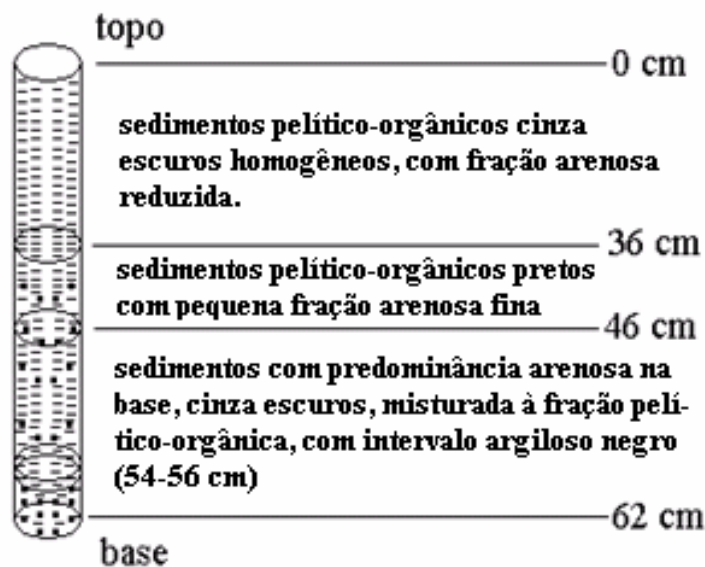 topo
0 cm
sedimentos pelítico-orgânicos cinza
escuros homogêneos, com fração arenosa
reduzida.
36 cm
sedimentos pelítico-orgânicos pretos
com pequena fração arenosa fina
46 cm
sedimentos com predominância arenosa na
base, cinza escuros, misturada à fração pelí-
tico-orgânica, com intervalo argiloso negro
(54-56 cm)
62 cm
base